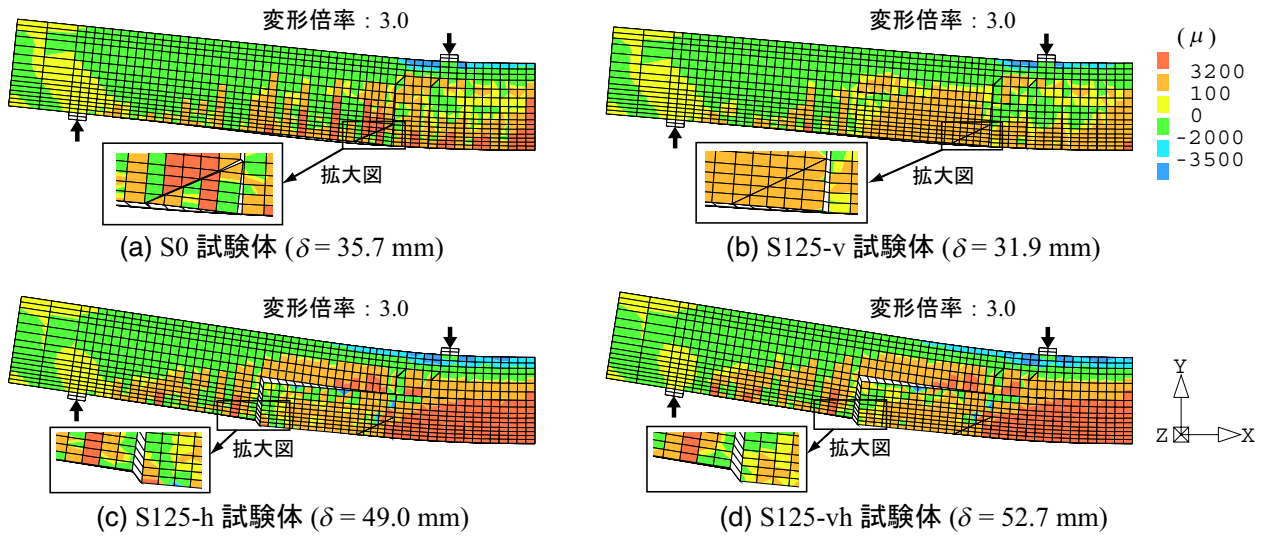 変形倍率：3.0
変形倍率：3.0
(μ)
3200
100
0
-2000
-3500
拡大図
拡大図
(a) S0 試験体 (δ = 35.7 mm)
(b) S125-v 試験体 (δ = 31.9 mm)
変形倍率：3.0
変形倍率：3.0
拡大図
拡大図
Y
Z
X
(c) S125-h 試験体 (δ = 49.0 mm)
(d) S125-vh 試験体 (δ = 52.7 mm)